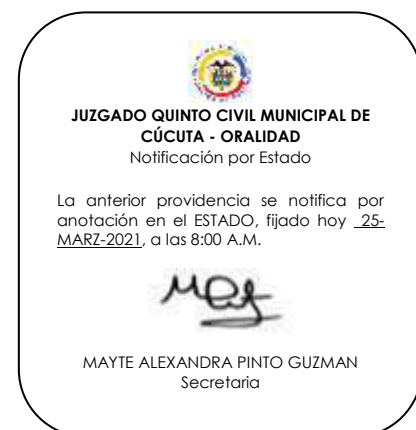 JUZGADO QUINTO CIVIL MUNICIPAL DE
CÚCUTA - ORALIDAD
Notificación por Estado
La anterior providencia se notifica por
anotación en el ESTADO, fijado hoy 25-
MARZ-2021, a las 8:00 A.M.
MAYTE ALEXANDRA PINTO GUZMAN
Secretaria